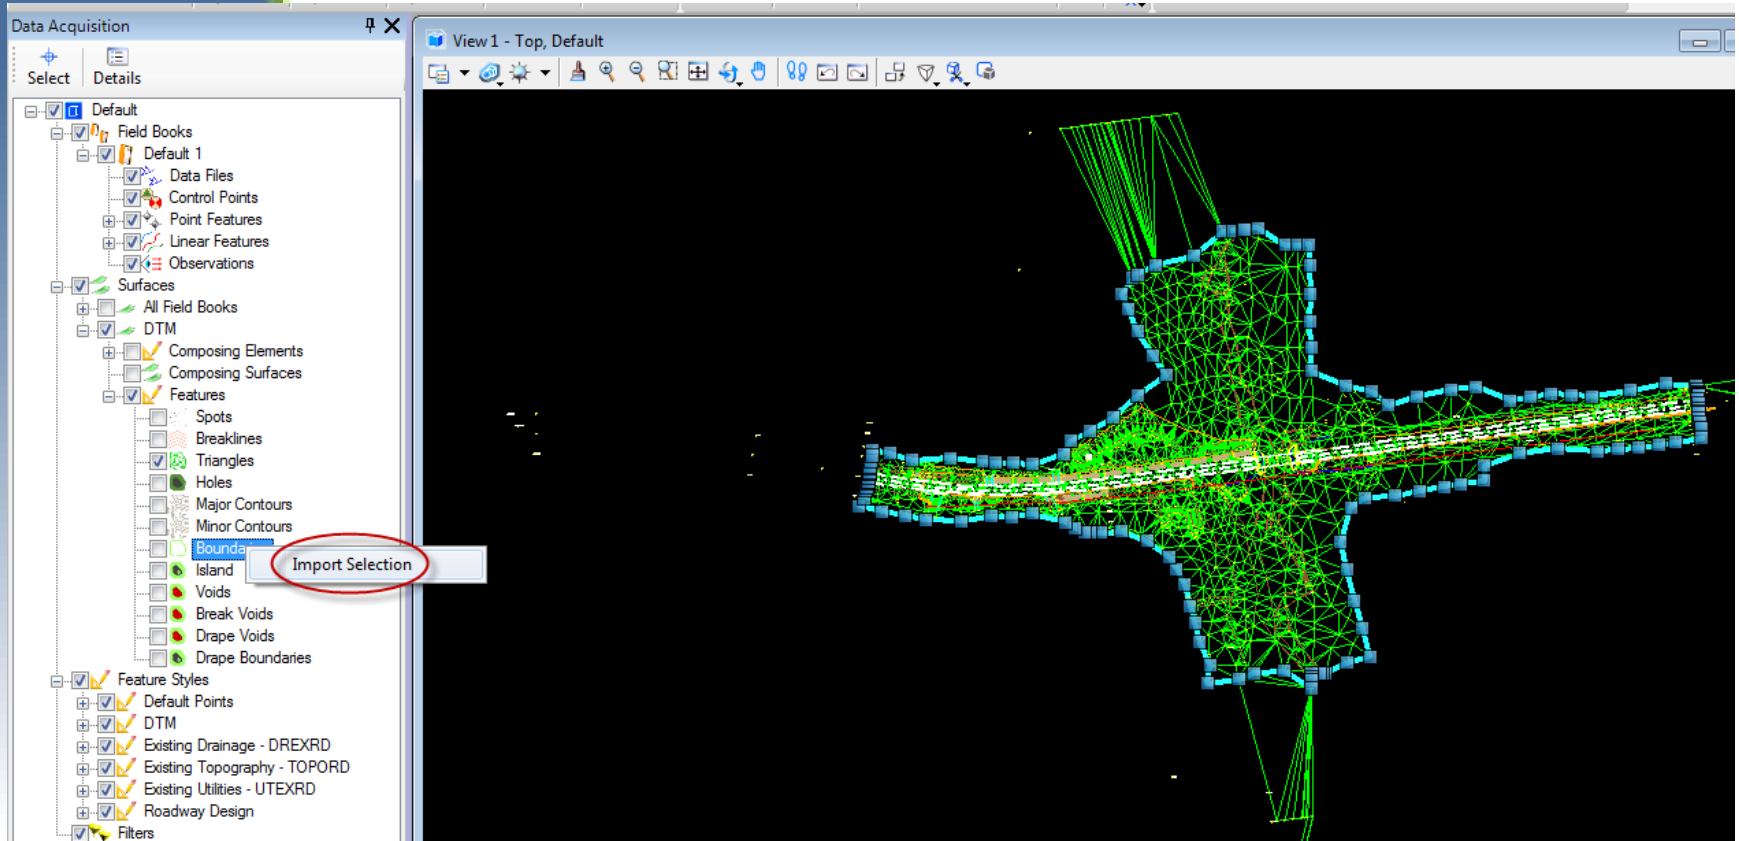 Data Acquisition
Select
Details
Default
Field Books
Default 1
Data Files
Control Points
Point Features
Linear Features
Observations
Surfaces
All Field Books
DTM
Composing Elements
Composing Surfaces
Features
Spots
Breaklines
Triangles
Holes
Major Contours
Minor Contours
Import Selection
Island
Voids
Break Voids
Drape Voids
Drape Boundaries
Feature Styles
Default Points
DTM
Existing Drainage - DREXRD
Existing Topography - TOPORD
Existing Utilities - UTEXRD
Roadway Design
Filters
View 1 - Top, Default